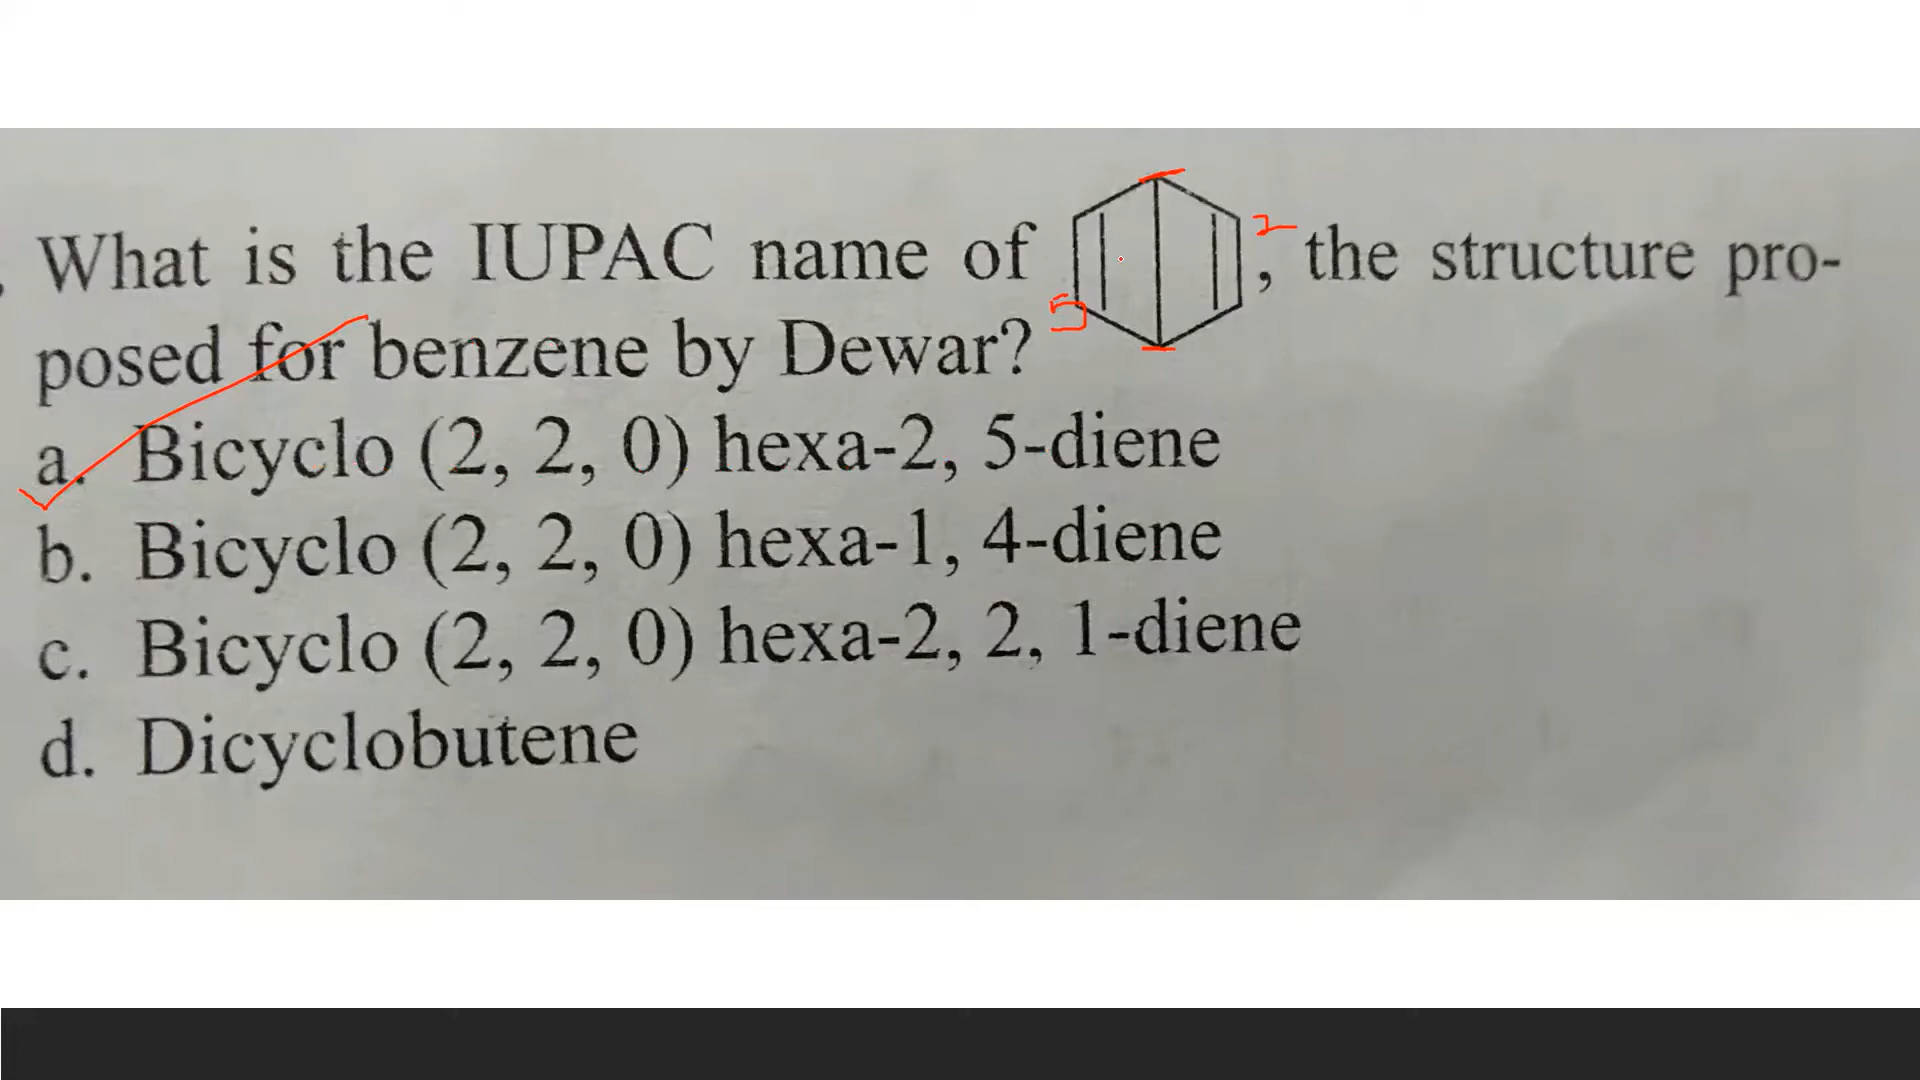 What is the IUPAC name of , the structure pro-
posed for benzene by Dewar?
a. Bicyclo (2, 2, 0) hexa-2, 5-diene
b. Bicyclo (2, 2, 0) hexa-1, 4-diene
c. Bicyclo (2, 2, 0) hexa-2, 2, 1-diene
d. Dicyclobutene
2
5